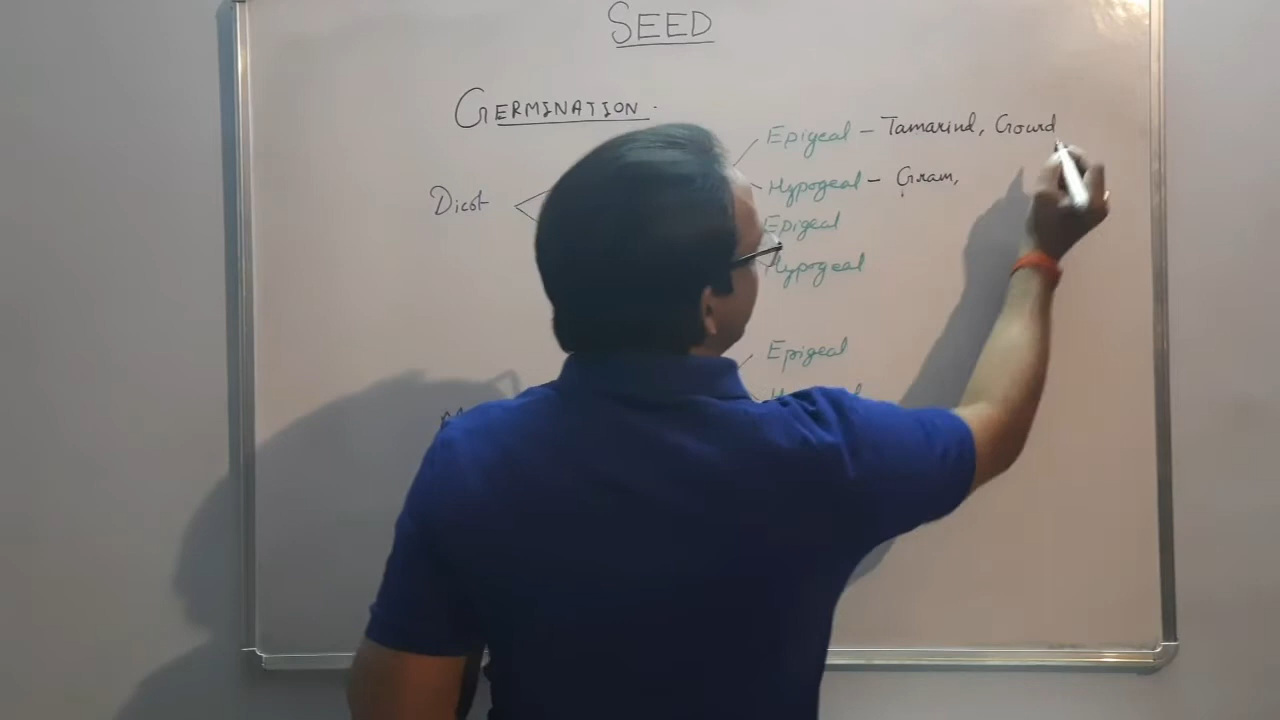 SEED
GERMINATION.
Epigeal - Tamarind, Gourd
Dicot
Hypogeal - Gram,
Epigeal
Hypogeal
Epigeal